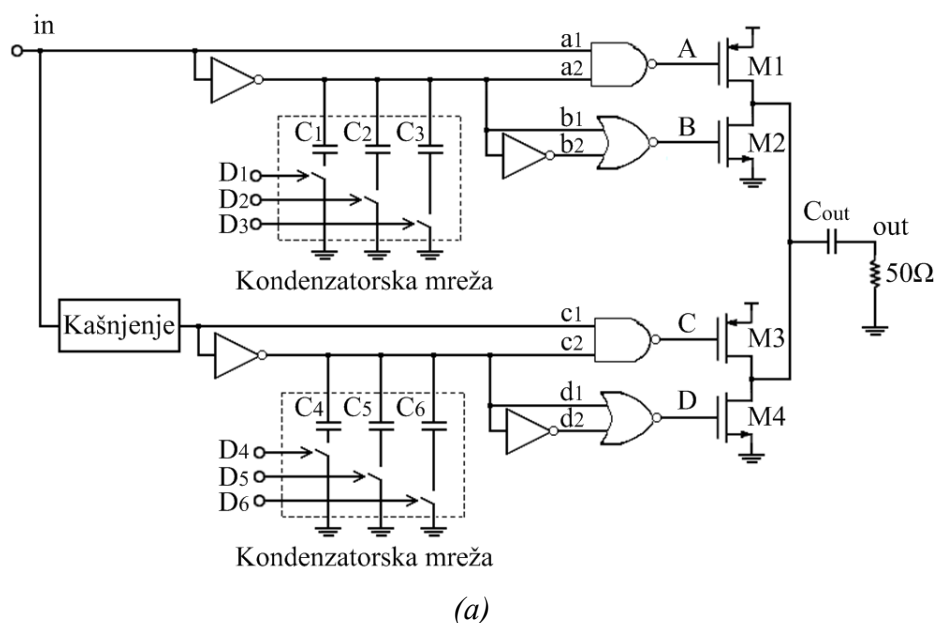 in
a1
a2
A
M1
C1
C2
C3
b1
b2
B
M2
D1
D2
D3
Cout
out
50Ω
Kondenzatorska mreža
Kašnjenje
c1
c2
C
M3
C4
C5
C6
d1
d2
D
M4
D4
D5
D6
Kondenzatorska mreža
(a)